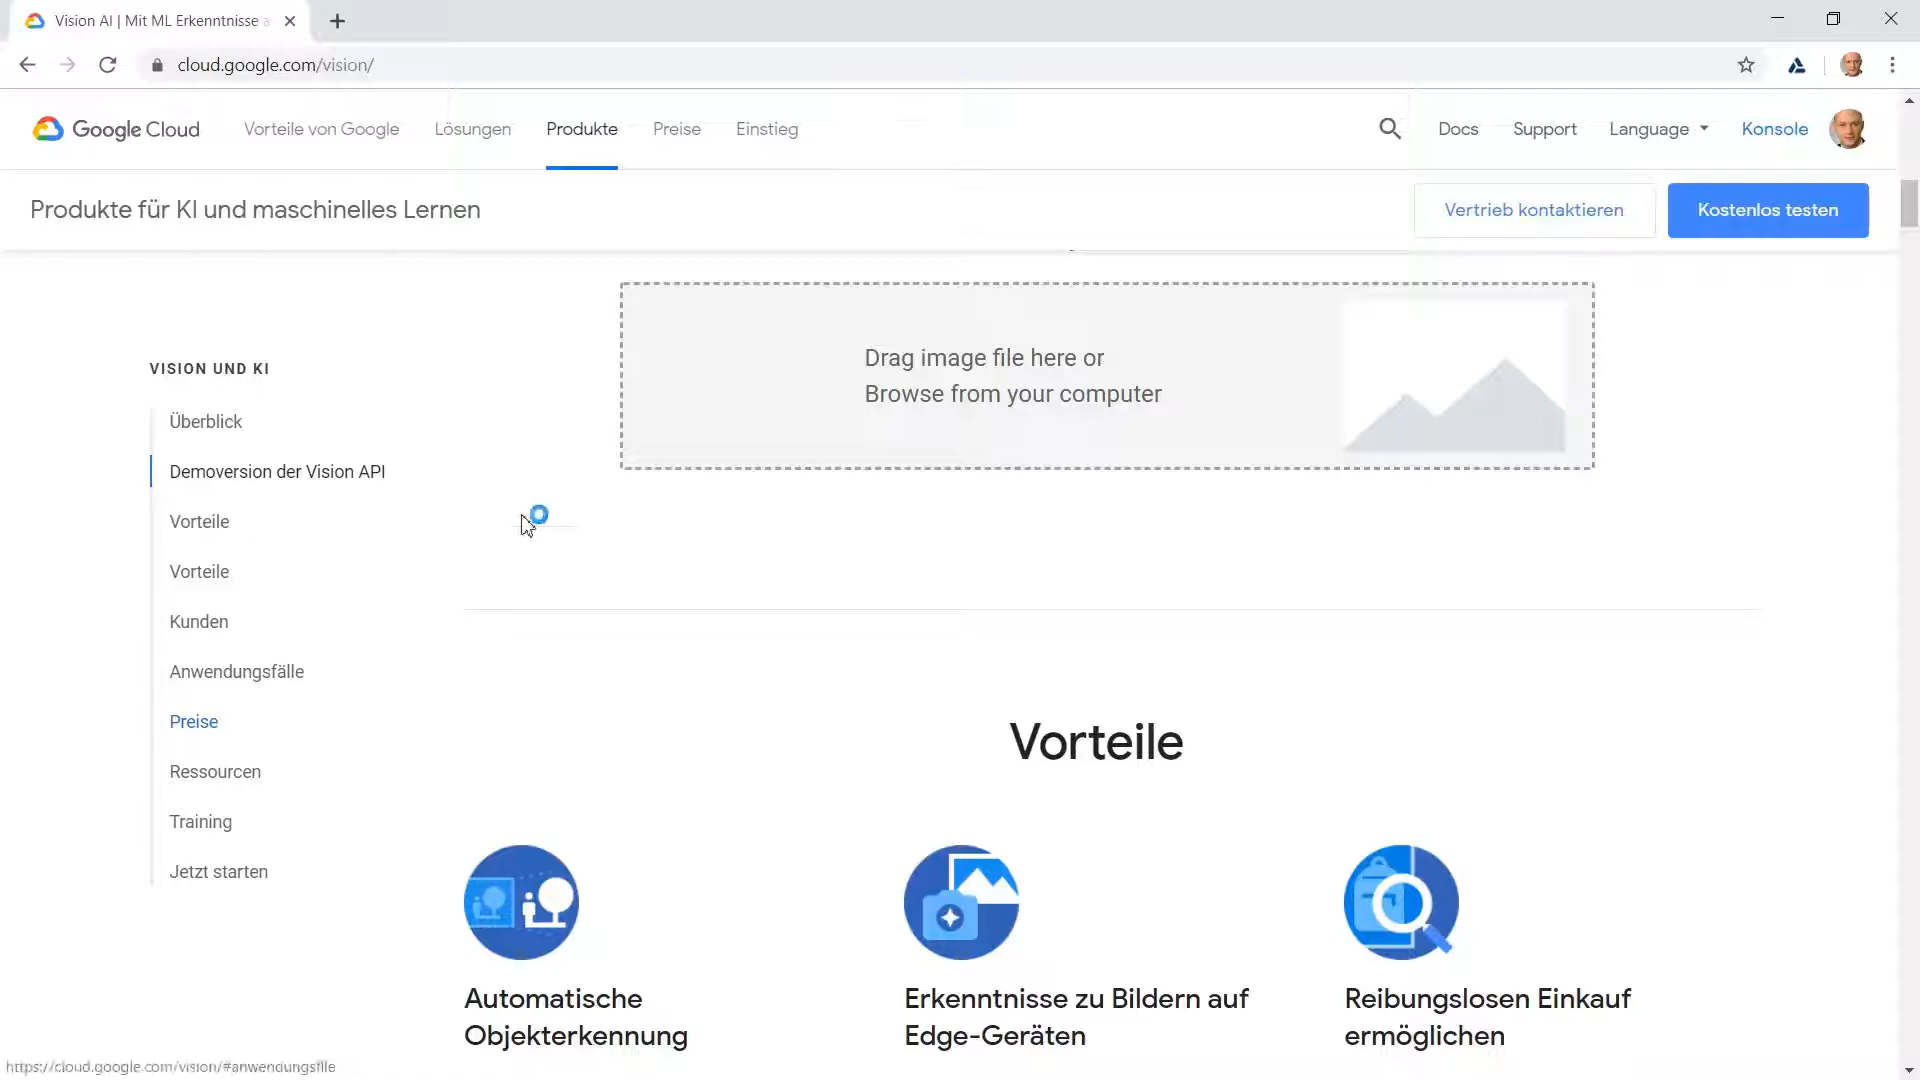 Vision AI | Mit ML Erkenntnisse a
cloud.google.com/vision/
Google Cloud
Vorteile von Google
Lösungen
Produkte
Preise
Einstieg
Docs
Support
Language
Konsole
Produkte für KI und maschinelles Lernen
Vertrieb kontaktieren
Kostenlos testen
Drag image file here or
Browse from your computer
VISION UND KI
Überblick
Demoversion der Vision API
Vorteile
Vorteile
Kunden
Anwendungsfälle
Preise
Ressourcen
Training
Jetzt starten
Vorteile
Automatische
Objekterkennung
Erkenntnisse zu Bildern auf
Edge-Geräten
Reibungslosen Einkauf
ermöglichen
https://cloud.google.com/vision/#anwendungsflle